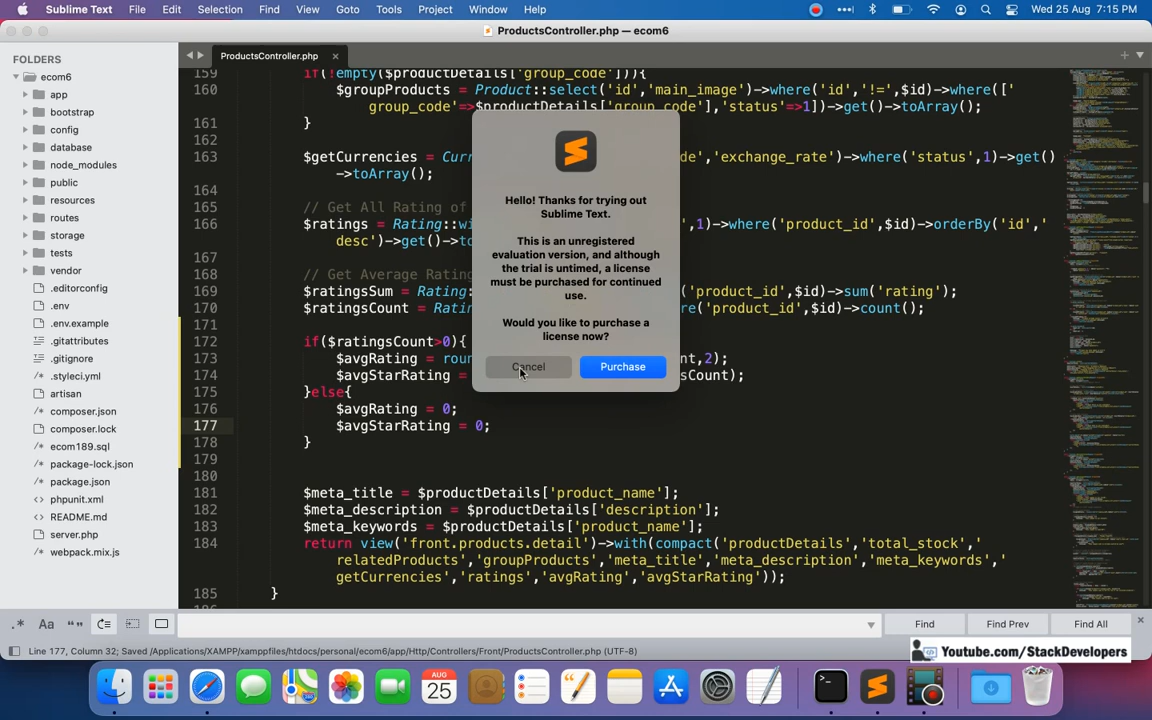 Sublime Text File Edit Selection Find View Goto Tools Project Window Help Wed 25 Aug 7:15 PM
ProductsController.php — ecom6
FOLDERS
ecom6
app
bootstrap
config
database
node_modules
public
resources
routes
storage
tests
vendor
.editorconfig
.env
.env.example
.gitattributes
.gitignore
.styleci.yml
artisan
composer.json
composer.lock
ecom189.sql
package-lock.json
package.json
phpunit.xml
README.md
server.php
webpack.mix.js
ProductsController.php
159 if(!empty($productDetails['group_code'])){
160 $groupProducts = Product::select('id','main_image')->where('id','!=',$id)->where(['
group_code'=>$productDetails['group_code'],'status'=>1])->get()->toArray();
161 }
162
163 $getCurrencies = Curr de','exchange_rate')->where('status',1)->get()
->toArray();
164
165 // Get All Rating of
166 $ratings = Rating::wi ,1)->where('product_id',$id)->orderBy('id','
desc')->get()->to
167
168 // Get Average Rating
169 $ratingsSum = Rating: ('product_id',$id)->sum('rating');
170 $ratingsCount = Ratin re('product_id',$id)->count();
171
172 if($ratingsCount>0){
173 $avgRating = roun nt,2);
174 $avgStarRating = sCount);
175 }else{
176 $avgRating = 0;
177 $avgStarRating = 0;
178 }
179
180
181 $meta_title = $productDetails['product_name'];
182 $meta_description = $productDetails['description'];
183 $meta_keywords = $productDetails['product_name'];
184 return view('front.products.detail')->with(compact('productDetails','total_stock','
relatedProducts','groupProducts','meta_title','meta_description','meta_keywords','
getCurrencies','ratings','avgRating','avgStarRating'));
185 }
Hello! Thanks for trying out
Sublime Text.
This is an unregistered
evaluation version, and although
the trial is untimed, a license
must be purchased for continued
use.
Would you like to purchase a
license now?
Cancel Purchase
.* Aa “” Find Find Prev Find All
Line 177, Column 32; Saved /Applications/XAMPP/xamppfiles/htdocs/personal/ecom6/app/Http/Controllers/Front/ProductsController.php (UTF-8)
Youtube.com/StackDevelopers
AUG
25